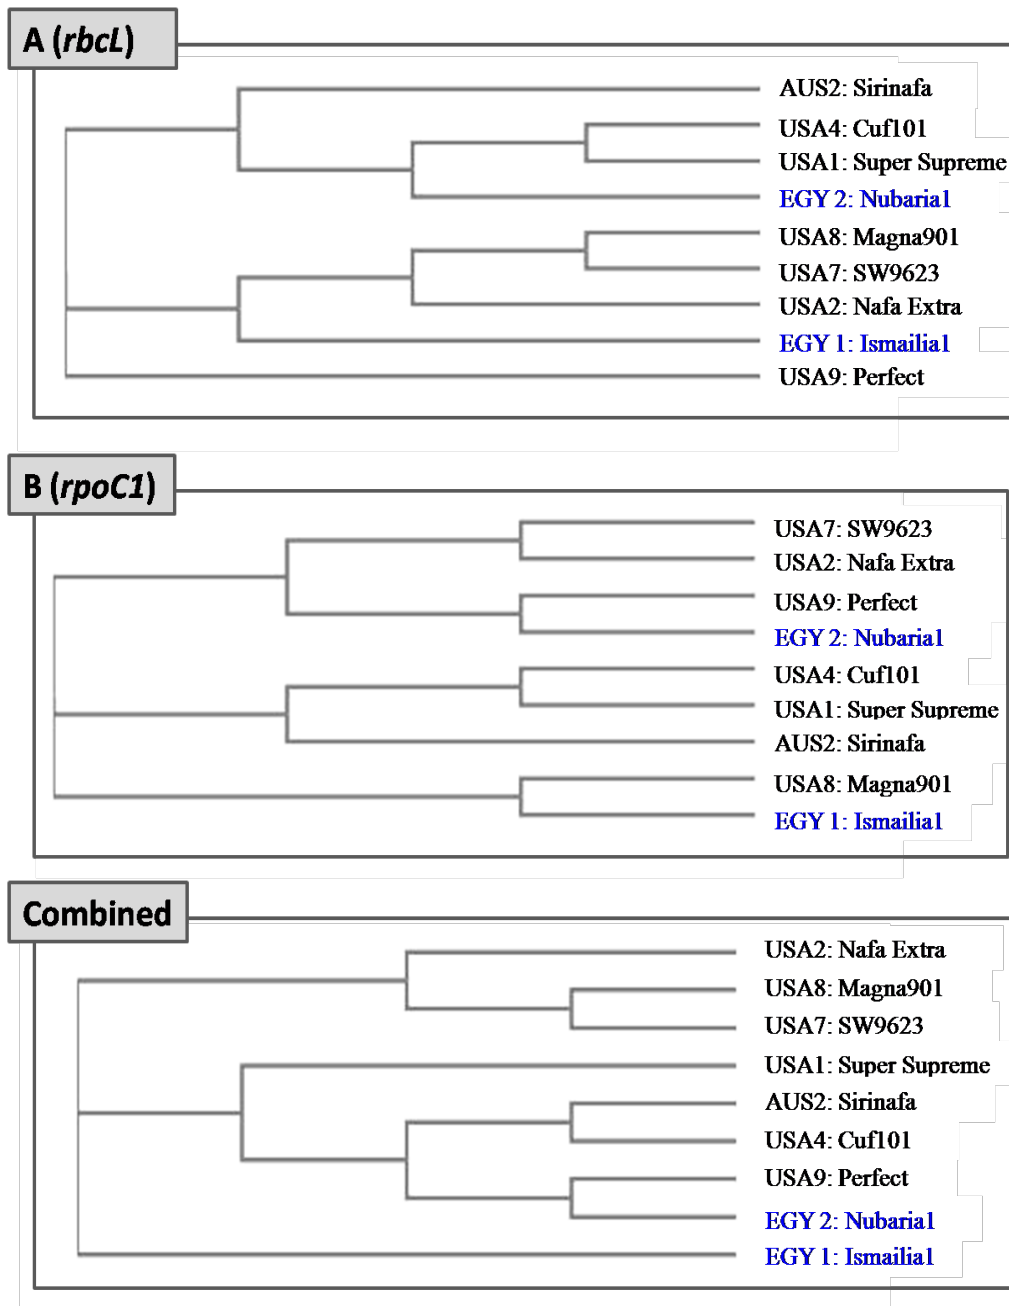 A (rbcL)
AUS2: Sirinafa
USA4: Cuf101
USA1: Super Supreme
EGY 2: Nubaria1
USA8: Magna901
USA7: SW9623
USA2: Nafa Extra
EGY 1: Ismailia1
USA9: Perfect
B (rpoC1)
USA7: SW9623
USA2: Nafa Extra
USA9: Perfect
EGY 2: Nubaria1
USA4: Cuf101
USA1: Super Supreme
AUS2: Sirinafa
USA8: Magna901
EGY 1: Ismailia1
Combined
USA2: Nafa Extra
USA8: Magna901
USA7: SW9623
USA1: Super Supreme
AUS2: Sirinafa
USA4: Cuf101
USA9: Perfect
EGY 2: Nubaria1
EGY 1: Ismailia1